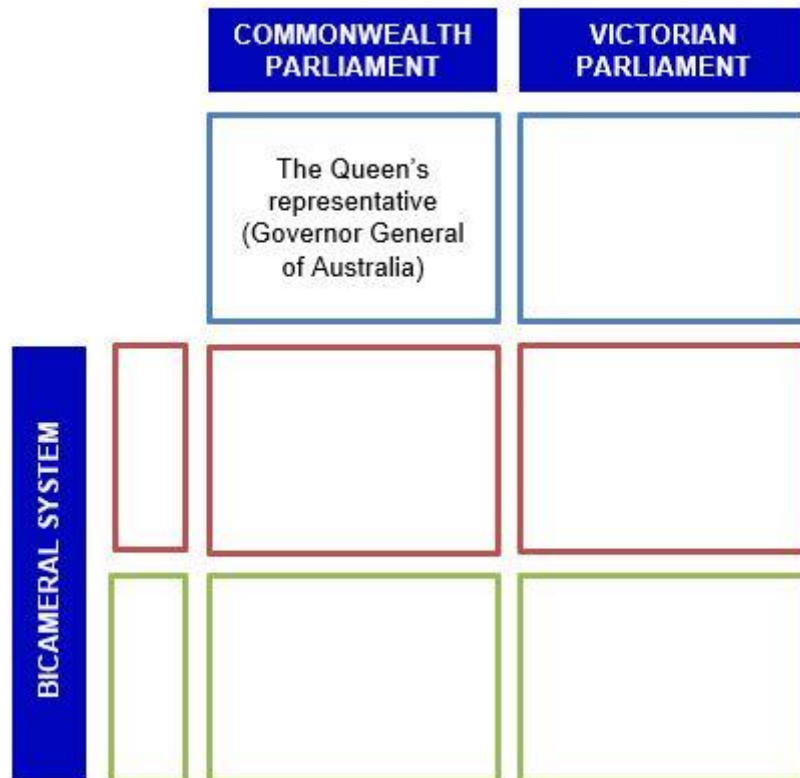 COMMONWEALTH
PARLIAMENT
VICTORIAN
PARLIAMENT
The Queen's
representative
(Governor General
of Australia)
BICAMERAL SYSTEM